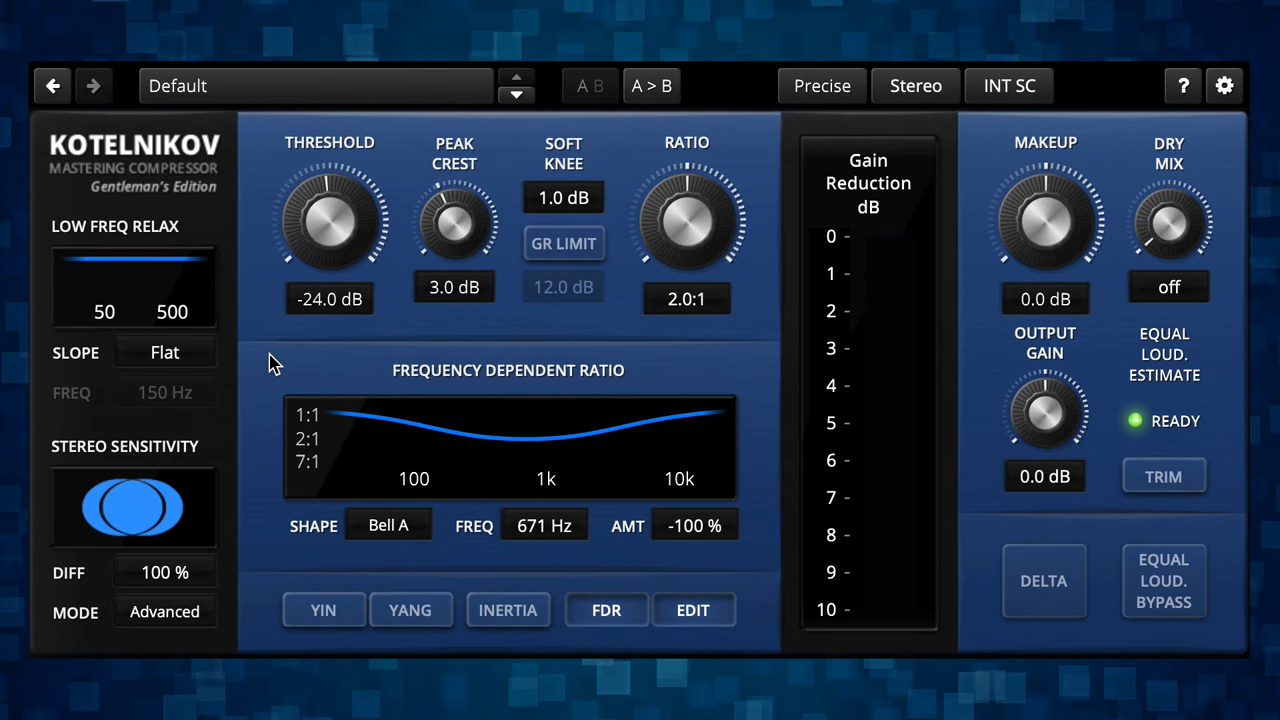 Default
A B
A > B
Precise
Stereo
INT SC
?
KOTELNIKOV
MASTERING COMPRESSOR
Gentleman's Edition
LOW FREQ RELAX
50 500
SLOPE Flat
FREQ 150 Hz
STEREO SENSITIVITY
DIFF 100 %
MODE Advanced
THRESHOLD
-24.0 dB
PEAK
CREST
3.0 dB
SOFT
KNEE
1.0 dB
GR LIMIT
12.0 dB
RATIO
2.0:1
FREQUENCY DEPENDENT RATIO
1:1
2:1
7:1
100 1k 10k
SHAPE Bell A FREQ 671 Hz AMT -100 %
YIN YANG INERTIA FDR EDIT
Gain
Reduction
dB
0 -
1 -
2 -
3 -
4 -
5 -
6 -
7 -
8 -
9 -
10 -
MAKEUP
0.0 dB
DRY
MIX
off
OUTPUT
GAIN
0.0 dB
EQUAL
LOUD.
ESTIMATE
READY
TRIM
DELTA
EQUAL
LOUD.
BYPASS